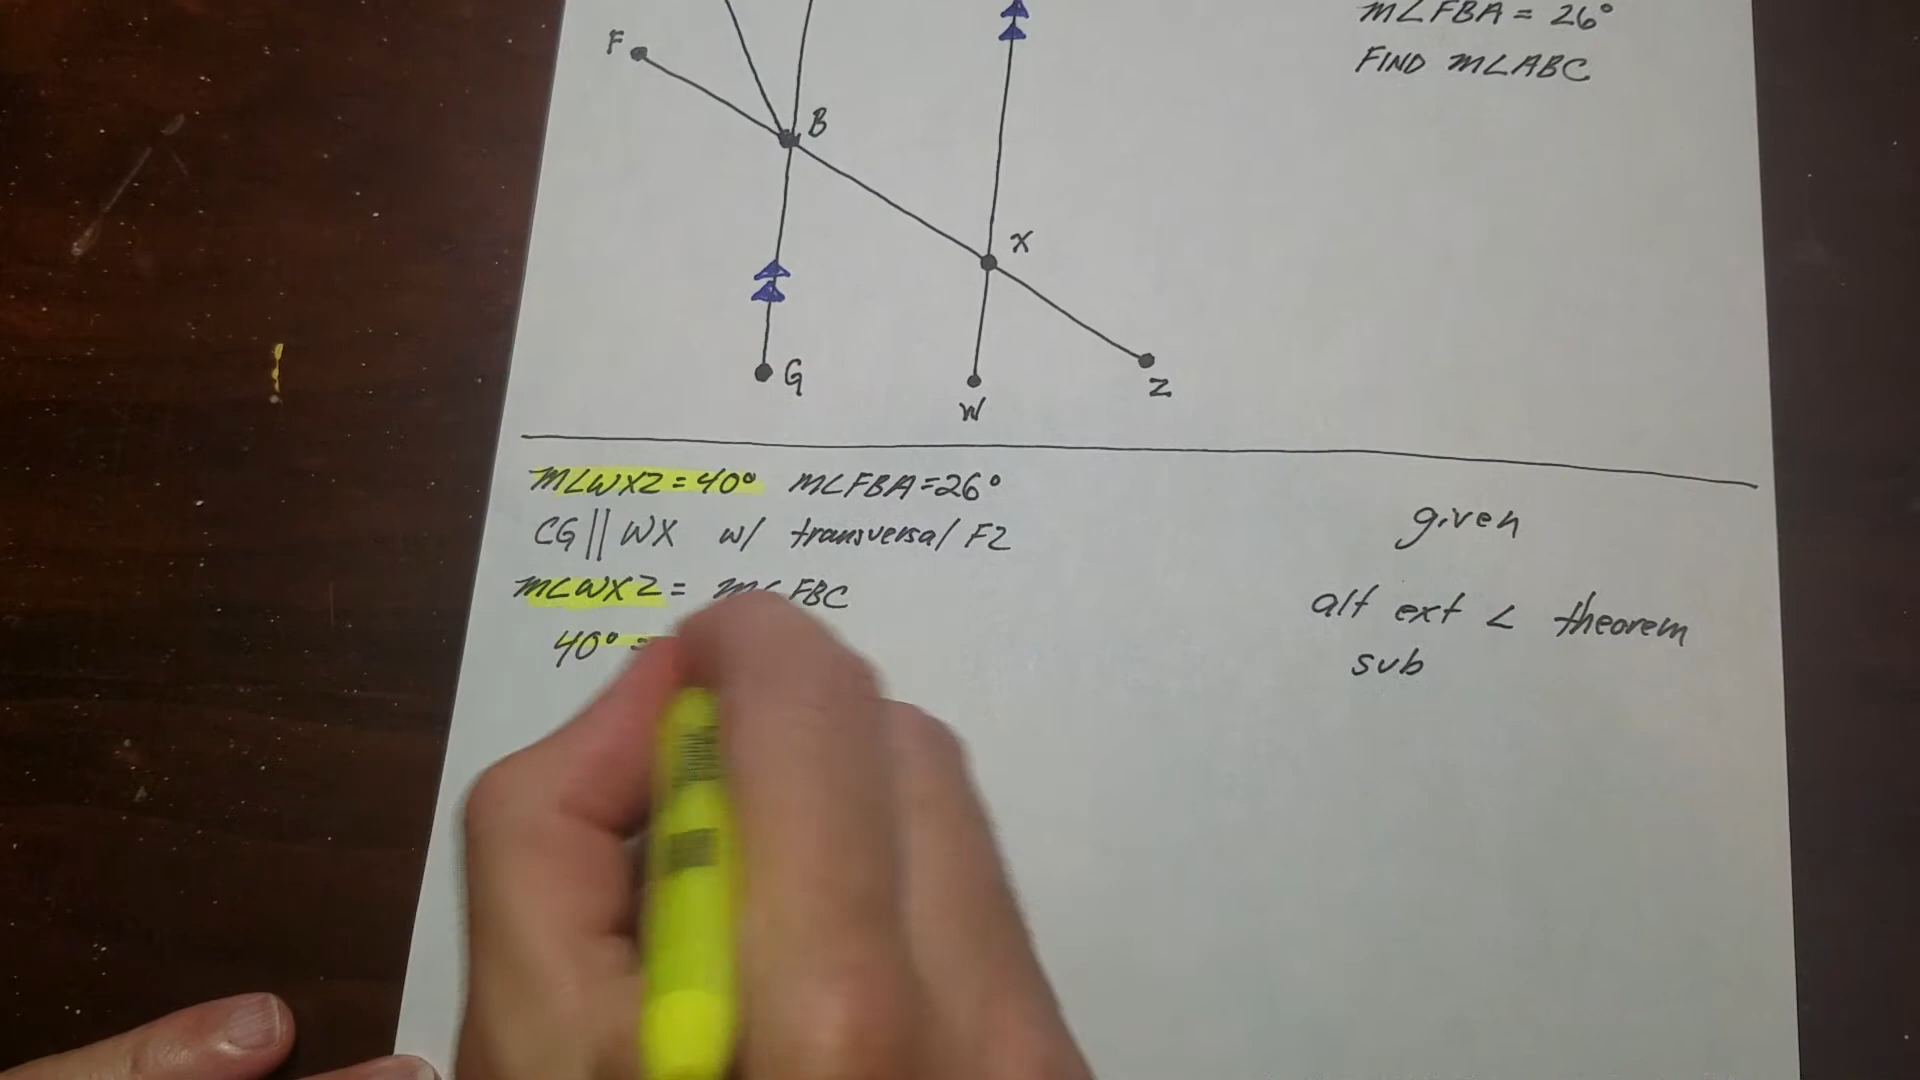 m∠FBA = 26°
FIND m∠ABC
F
B
X
G
Z
W
m∠WXZ = 40° m∠FBA = 26°
given
CG || WX w/ transversal FZ
m∠WXZ = m∠FBC
alt ext ∠ theorem
40° =
sub